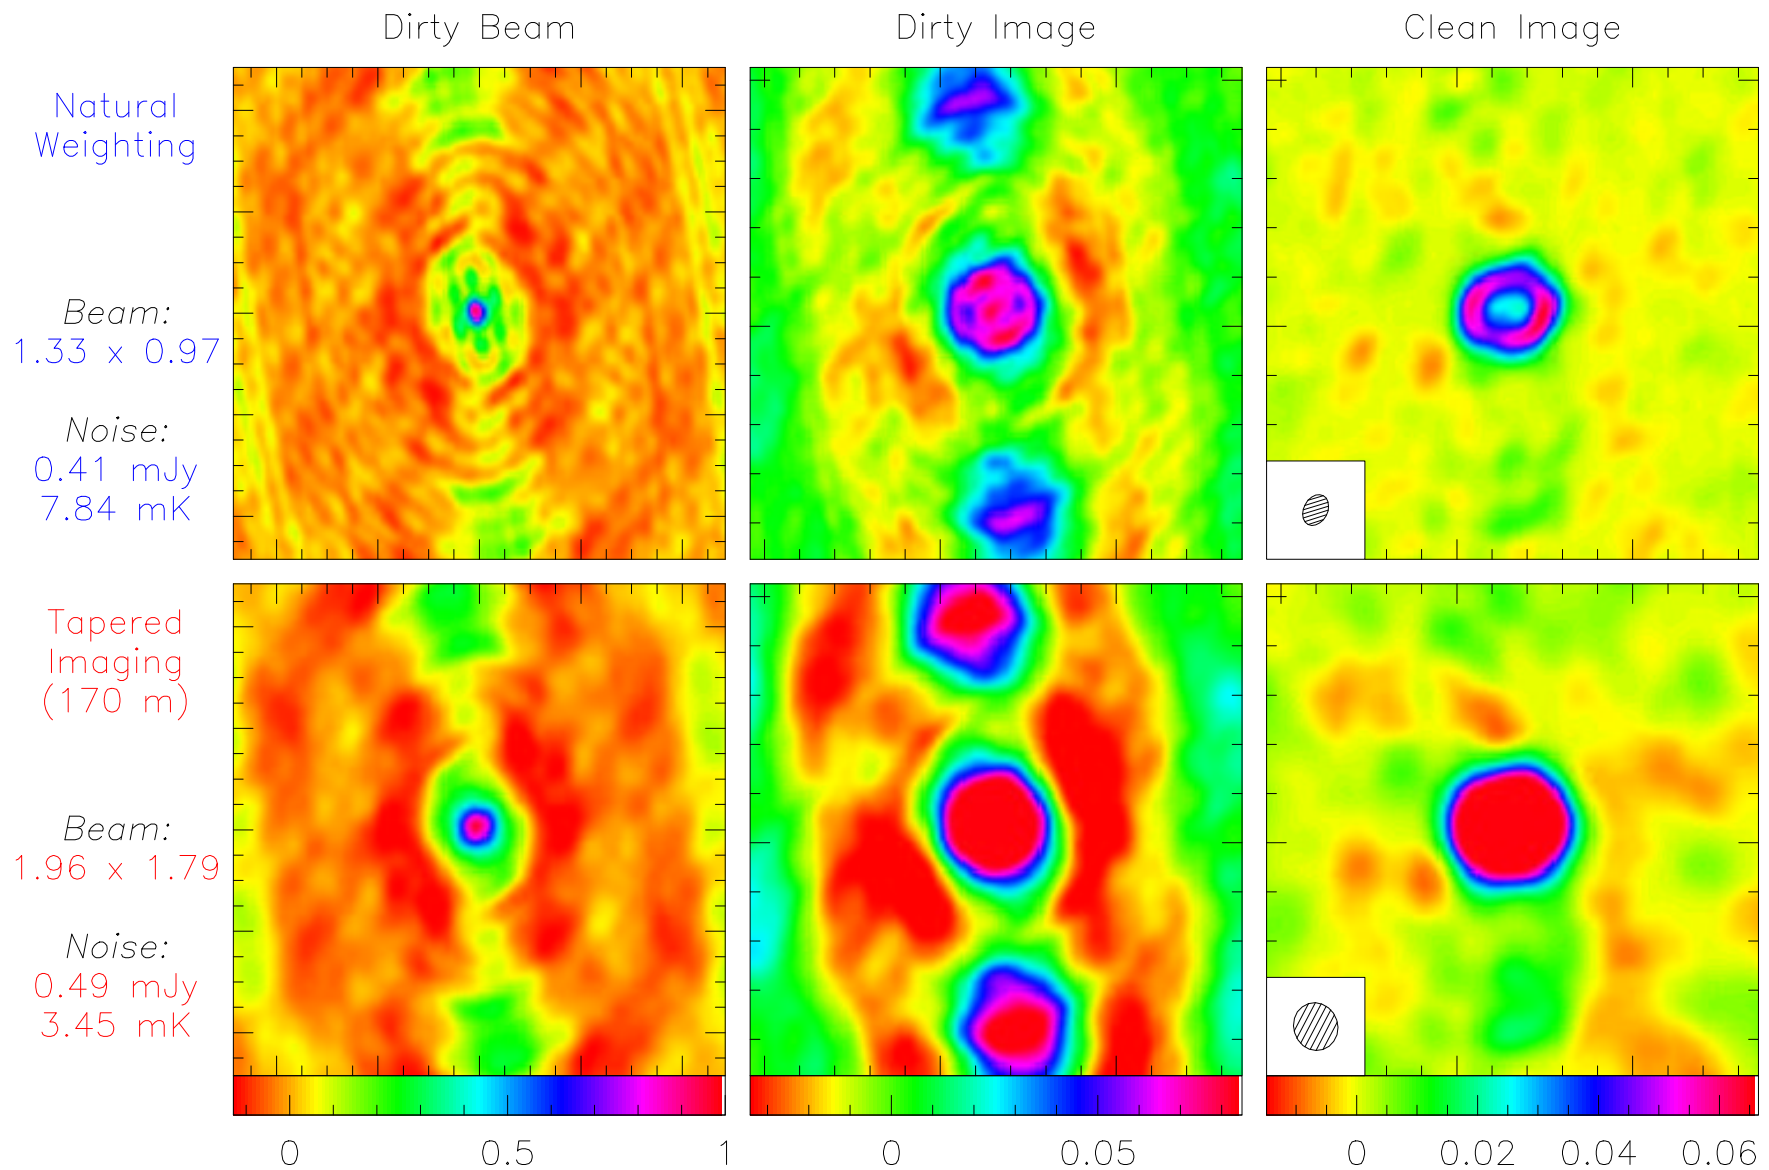 Dirty Beam
Dirty Image
Clean Image
Natural
Weighting
Beam:
1.33 x 0.97
Noise:
0.41 mJy
7.84 mK
Tapered
Imaging
(170 m)
Beam:
1.96 x 1.79
Noise:
0.49 mJy
3.45 mK
0 0.5 1
0 0.05
0 0.02 0.04 0.06